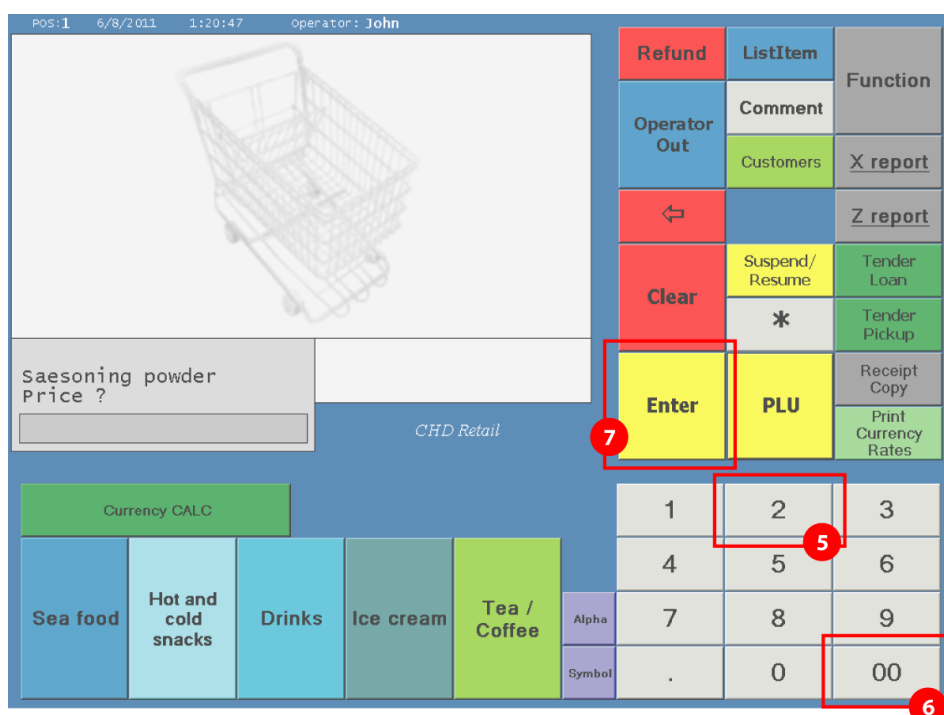 POS:1 6/8/2011 1:20:47 Operator: John
Refund
ListItem
Function
Operator
Out
Comment
Customers
X report
⇦
Z report
Clear
Suspend/
Resume
Tender
Loan
*
Tender
Pickup
Saesoning powder
Price ?
CHD Retail
Enter
7
PLU
Receipt
Copy
Print
Currency
Rates
Currency CALC
1
2
5
3
4
5
6
Sea food
Hot and
cold
snacks
Drinks
Ice cream
Tea /
Coffee
Alpha
Symbol
7
8
9
.
0
00
6